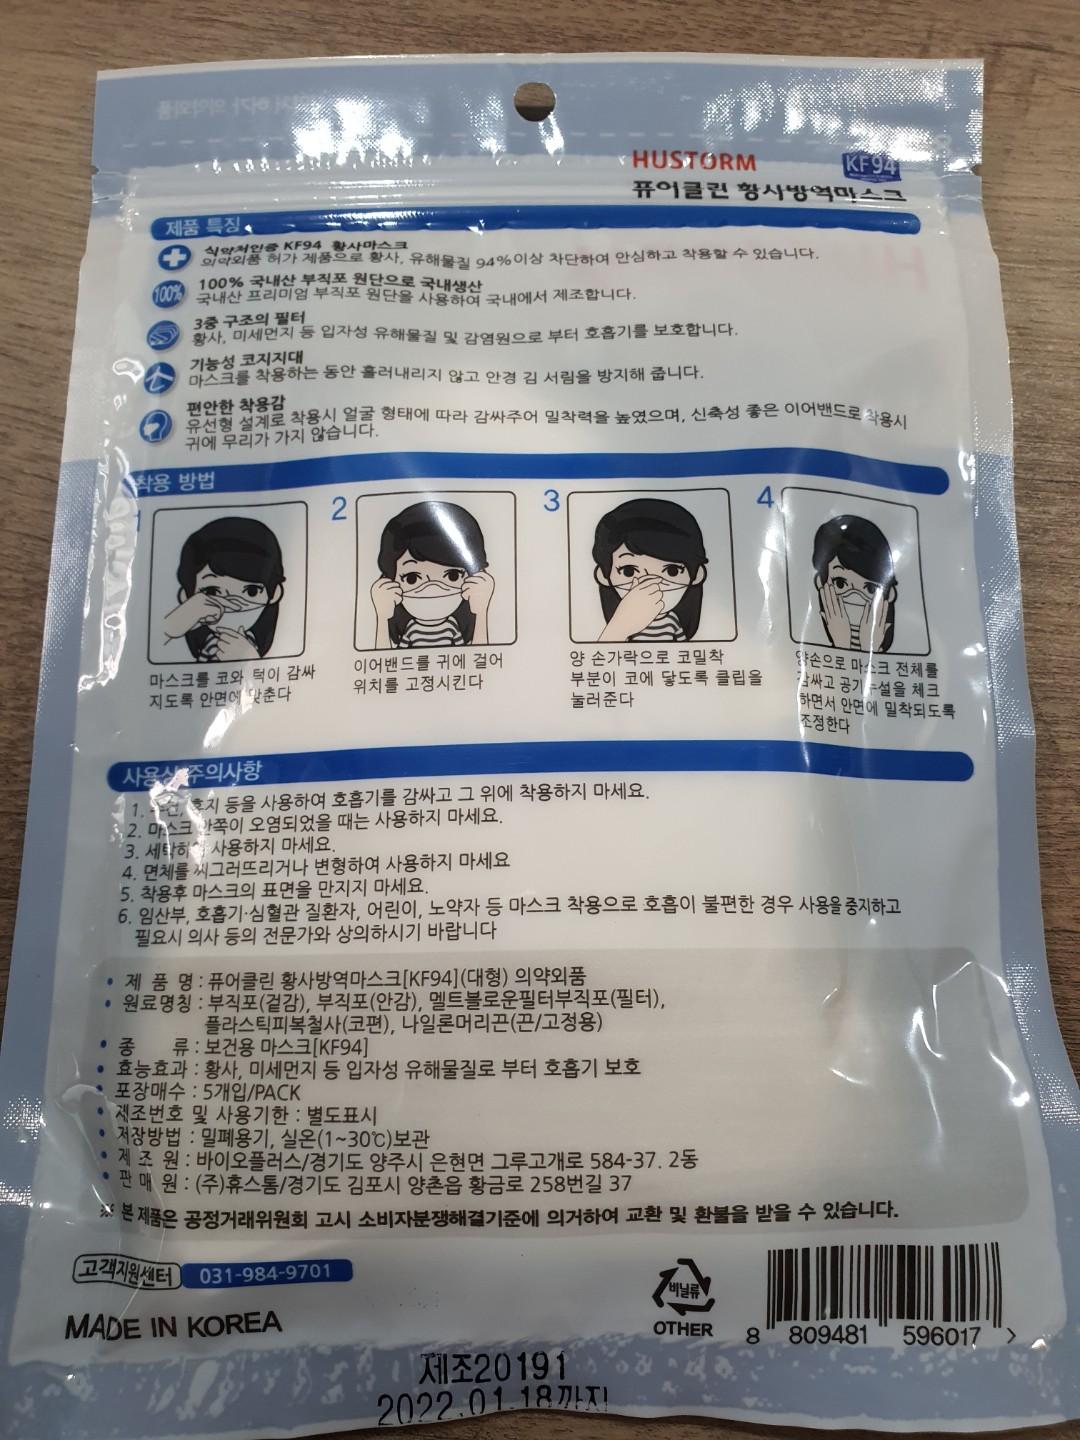 HUSTORM
KF94
퓨어클린 황사방역마스크
제품 특징
식약처인증 KF94 황사마스크
의약외품 허가 제품으로 황사, 유해물질 94%이상 차단하여 안심하고 착용할 수 있습니다.
100%
100% 국내산 부직포 원단으로 국내생산
국내산 프리미엄 부직포 원단을 사용하여 국내에서 제조합니다.
3중 구조의 필터
황사, 미세먼지 등 입자성 유해물질 및 감염원으로 부터 호흡기를 보호합니다.
기능성 코지지대
마스크를 착용하는 동안 흘러내리지 않고 안경 김 서림을 방지해 줍니다.
편안한 착용감
유선형 설계로 착용시 얼굴 형태에 따라 감싸주어 밀착력을 높였으며, 신축성 좋은 이어밴드로 착용시
귀에 무리가 가지 않습니다.
착용 방법
1
마스크를 코와 턱이 감싸
지도록 안면에 맞춘다
2
이어밴드를 귀에 걸어
위치를 고정시킨다
3
양 손가락으로 코밀착
부분이 코에 닿도록 클립을
눌러준다
4
양손으로 마스크 전체를
감싸고 공기 누설을 체크
하면서 안면에 밀착되도록
조정한다
사용상 주의사항
1. 수건, 휴지 등을 사용하여 호흡기를 감싸고 그 위에 착용하지 마세요.
2. 마스크 안쪽이 오염되었을 때는 사용하지 마세요.
3. 세탁하여 사용하지 마세요.
4. 면체를 찌그러뜨리거나 변형하여 사용하지 마세요
5. 착용후 마스크의 표면을 만지지 마세요.
6. 임산부, 호흡기·심혈관 질환자, 어린이, 노약자 등 마스크 착용으로 호흡이 불편한 경우 사용을 중지하고
필요시 의사 등의 전문가와 상의하시기 바랍니다
• 제 품 명 : 퓨어클린 황사방역마스크[KF94](대형) 의약외품
• 원료명칭 : 부직포(겉감), 부직포(안감), 멜트블로운필터부직포(필터),
플라스틱피복철사(코편), 나일론머리끈(끈/고정용)
• 종 류 : 보건용 마스크[KF94]
• 효능효과 : 황사, 미세먼지 등 입자성 유해물질로 부터 호흡기 보호
• 포장매수 : 5개입/PACK
• 제조번호 및 사용기한 : 별도표시
• 저장방법 : 밀폐용기, 실온(1~30℃)보관
• 제 조 원 : 바이오플러스/경기도 양주시 은현면 그루고개로 584-37. 2동
• 판 매 원 : (주)휴스톰/경기도 김포시 양촌읍 황금로 258번길 37
※ 본 제품은 공정거래위원회 고시 소비자분쟁해결기준에 의거하여 교환 및 환불을 받을 수 있습니다.
고객지원센터 031-984-9701
MADE IN KOREA
비닐류
OTHER
8 809481 596017 >
제조20191
2022.01.18까지